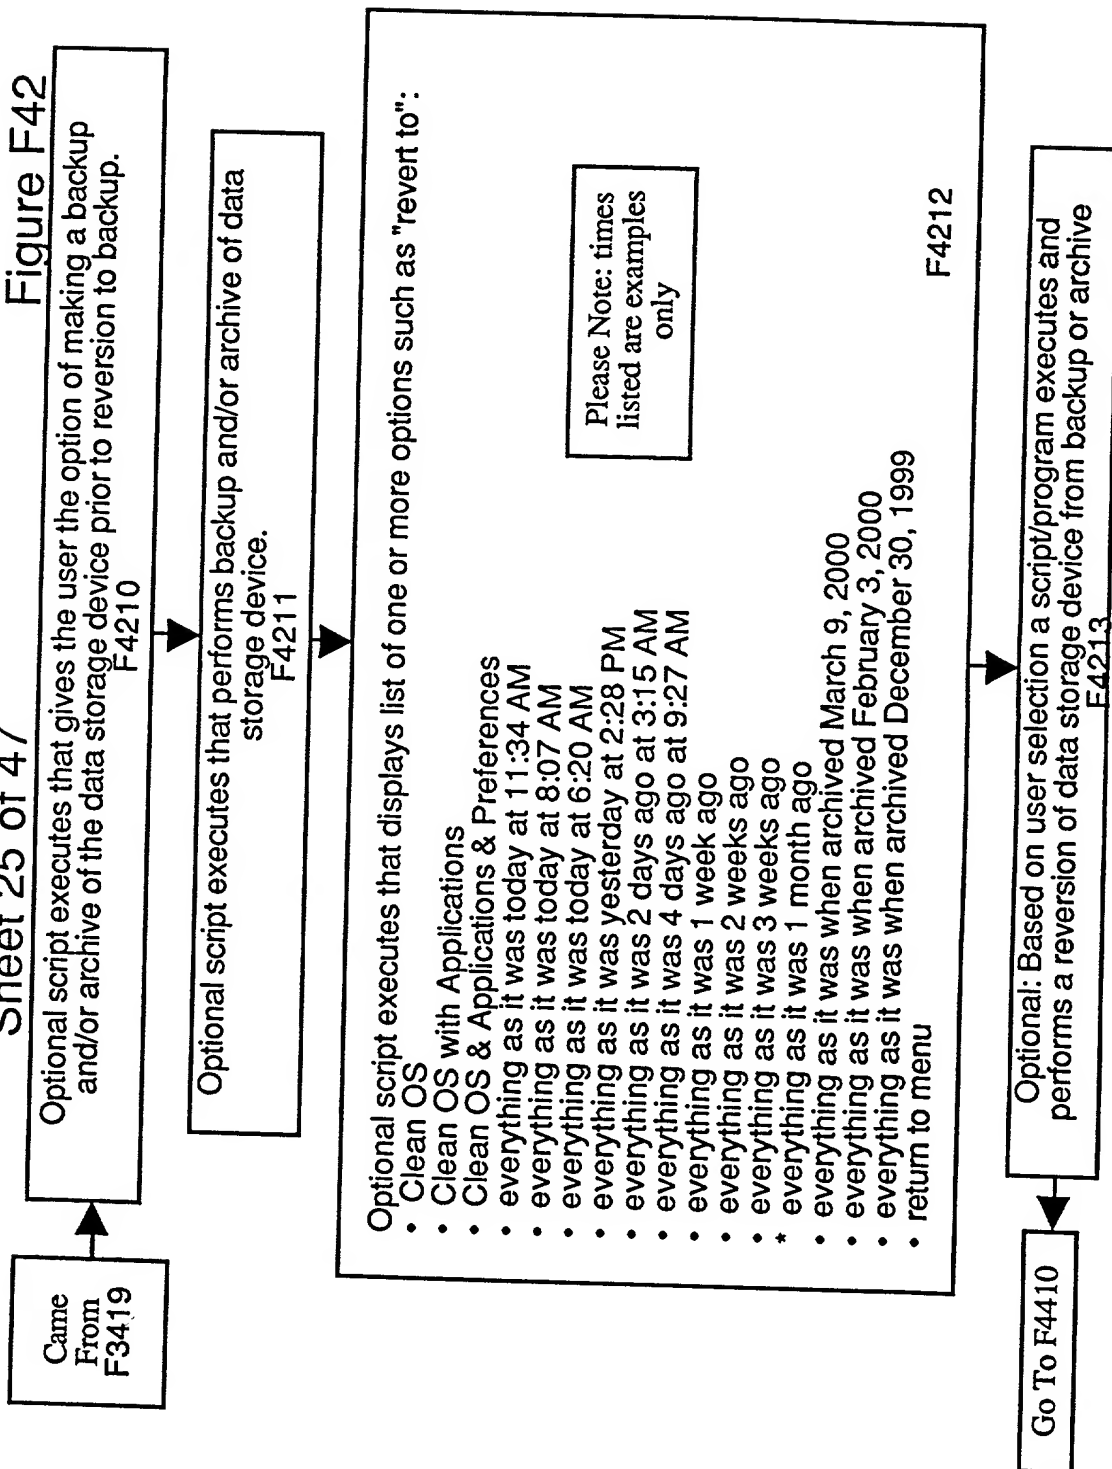 Sheet 25 of 47
Figure F42
Came
From
F3419
Optional script executes that gives the user the option of making a backup
and/or archive of the data storage device prior to reversion to backup.
F4210
Optional script executes that performs backup and/or archive of data
storage device.
F4211
Optional script executes that displays list of one or more options such as "revert to":
• Clean OS
• Clean OS with Applications
• Clean OS & Applications & Preferences
• everything as it was today at 11:34 AM
• everything as it was today at 8:07 AM
• everything as it was today at 6:20 AM
• everything as it was yesterday at 2:28 PM
• everything as it was 2 days ago at 3:15 AM
• everything as it was 4 days ago at 9:27 AM
• everything as it was 1 week ago
• everything as it was 2 weeks ago
• everything as it was 3 weeks ago
* everything as it was 1 month ago
• everything as it was when archived March 9, 2000
• everything as it was when archived February 3, 2000
• everything as it was when archived December 30, 1999
• return to menu
Please Note: times
listed are examples
only
F4212
Optional: Based on user selection a script/program executes and
performs a reversion of data storage device from backup or archive
F4213
Go To F4410